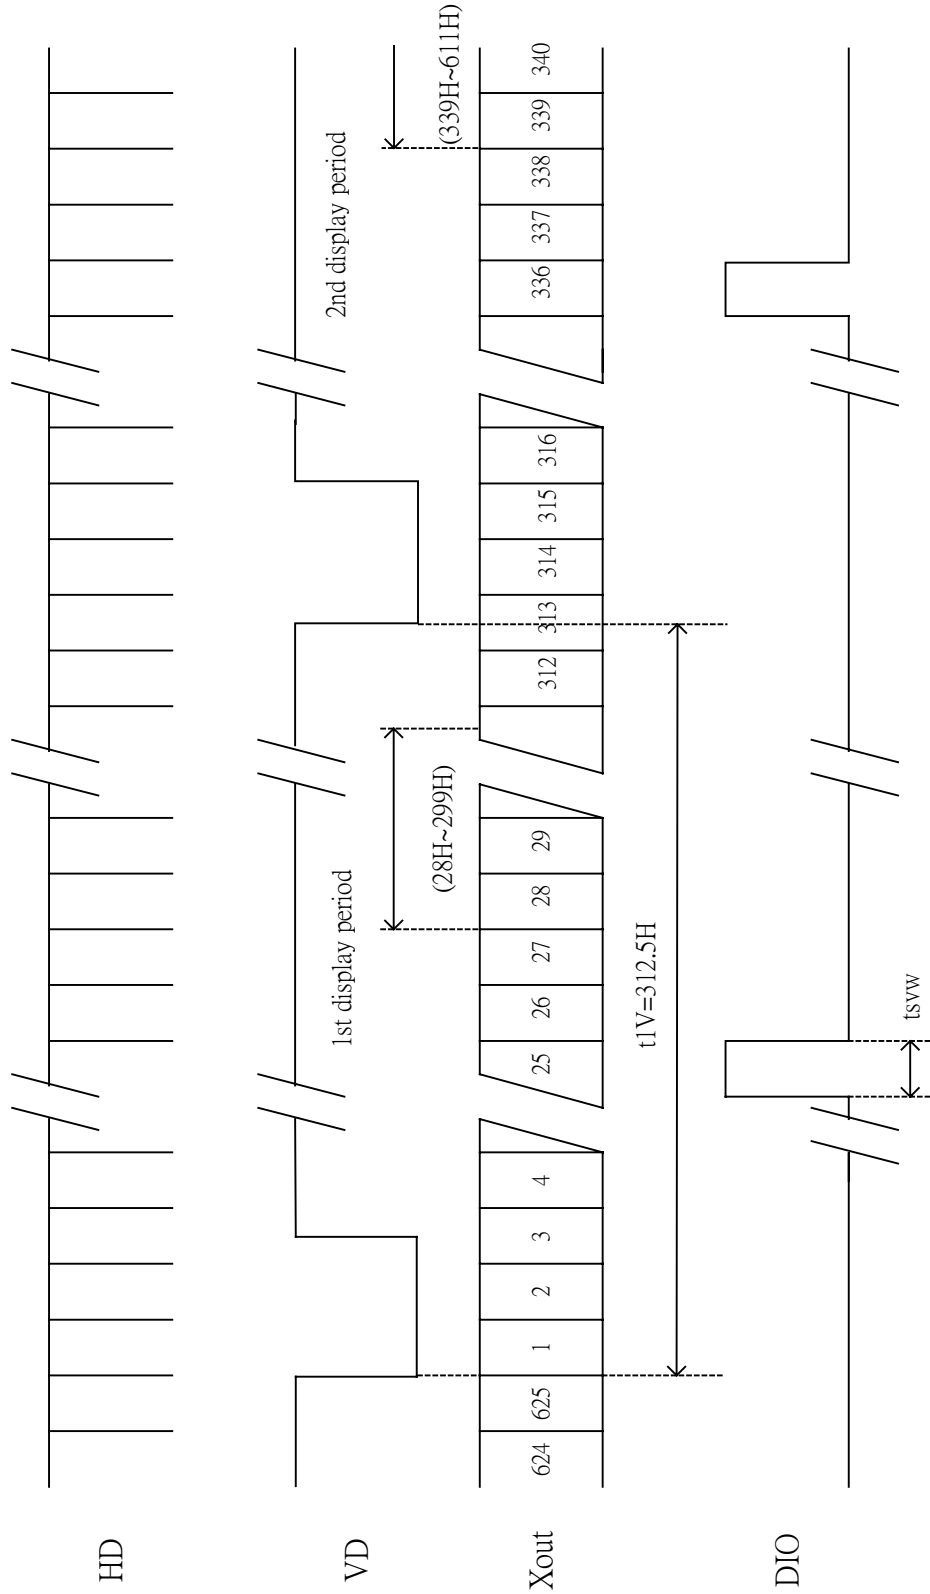 HD
VD
1st display period
2nd display period
(28H~299H)
(339H~611H)
Xout
624 625 1 2 3 4 25 26 27 28 29 312 313 314 315 316 336 337 338 339 340
t1V=312.5H
DIO
tsvw